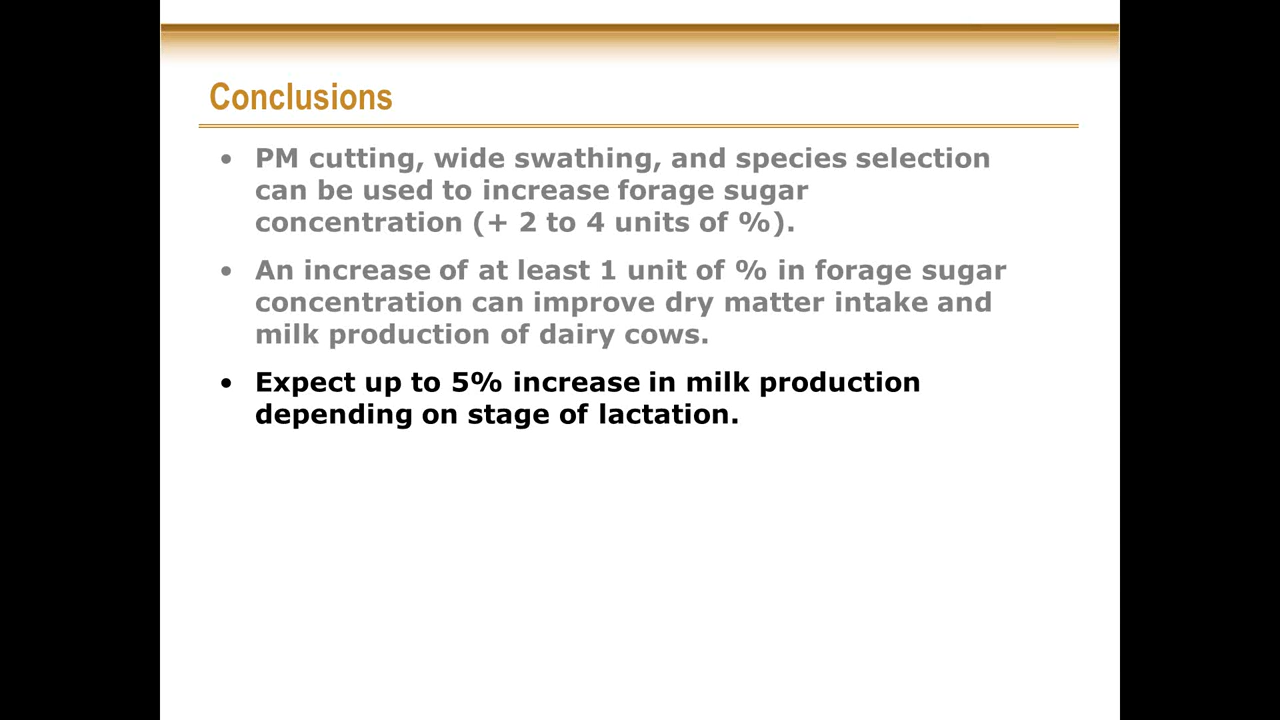 Conclusions
• PM cutting, wide swathing, and species selection
can be used to increase forage sugar
concentration (+ 2 to 4 units of %).
• An increase of at least 1 unit of % in forage sugar
concentration can improve dry matter intake and
milk production of dairy cows.
• Expect up to 5% increase in milk production
depending on stage of lactation.